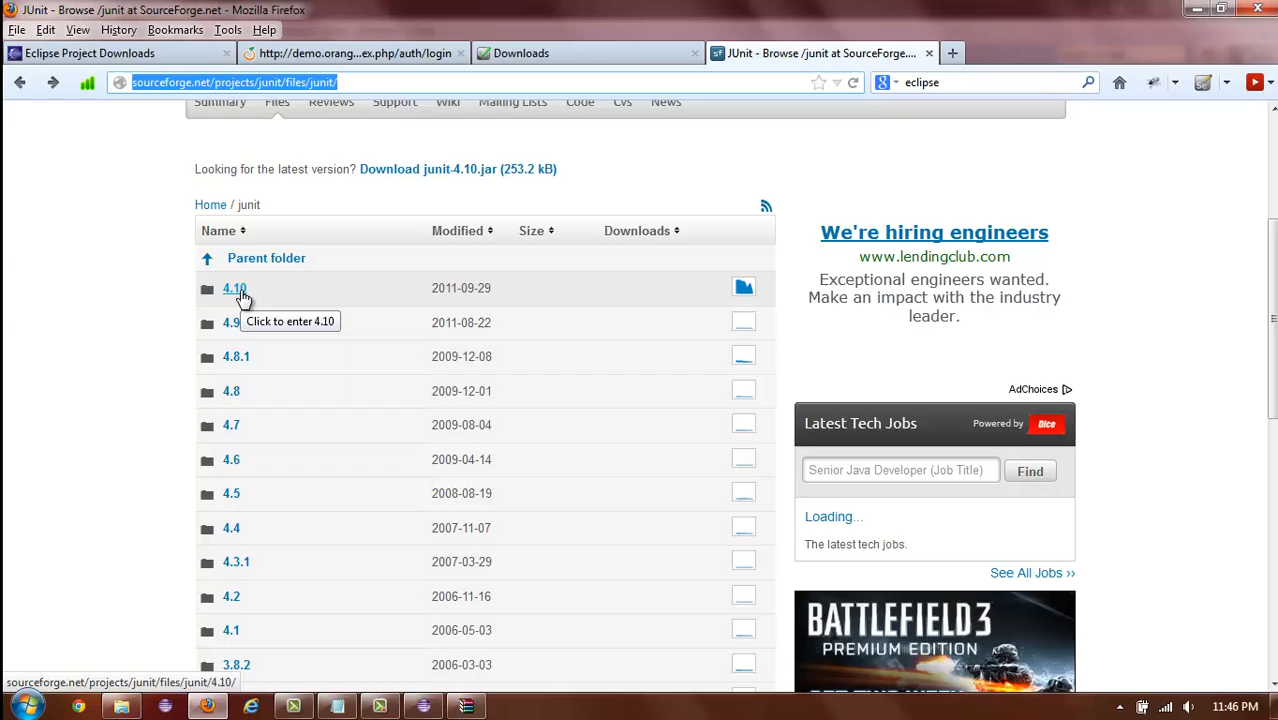 JUnit - Browse /junit at SourceForge.net - Mozilla Firefox
File Edit View History Bookmarks Tools Help
Eclipse Project Downloads
http://demo.orang...ex.php/auth/login
Downloads
JUnit - Browse /junit at SourceForge....
sourceforge.net/projects/junit/files/junit/
eclipse
Summary Files Reviews Support Wiki Mailing Lists Code Cvs News
Looking for the latest version? Download junit-4.10.jar (253.2 kB)
Home / junit
Name Modified Size Downloads
Parent folder
4.10 2011-09-29
Click to enter 4.10
4.9 2011-08-22
4.8.1 2009-12-08
4.8 2009-12-01
4.7 2009-08-04
4.6 2009-04-14
4.5 2008-08-19
4.4 2007-11-07
4.3.1 2007-03-29
4.2 2006-11-16
4.1 2006-05-03
3.8.2 2006-03-03
We're hiring engineers
www.lendingclub.com
Exceptional engineers wanted.
Make an impact with the industry
leader.
AdChoices
Latest Tech Jobs Powered by Dice
Senior Java Developer (Job Title) Find
Loading...
The latest tech jobs.
See All Jobs ››
BATTLEFIELD 3
PREMIUM EDITION
sourceforge.net/projects/junit/files/junit/4.10/
11:46 PM